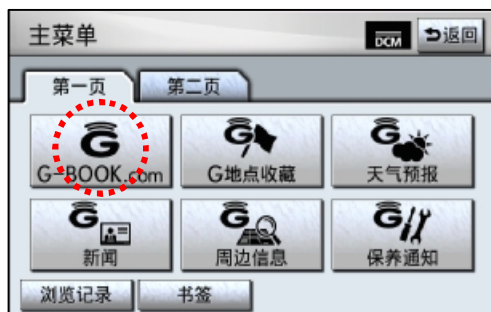 主菜单
DCM
返回
第一页 第二页
G-BOOK.com G地点收藏 天气预报
新闻 周边信息 保养通知
浏览记录 书签